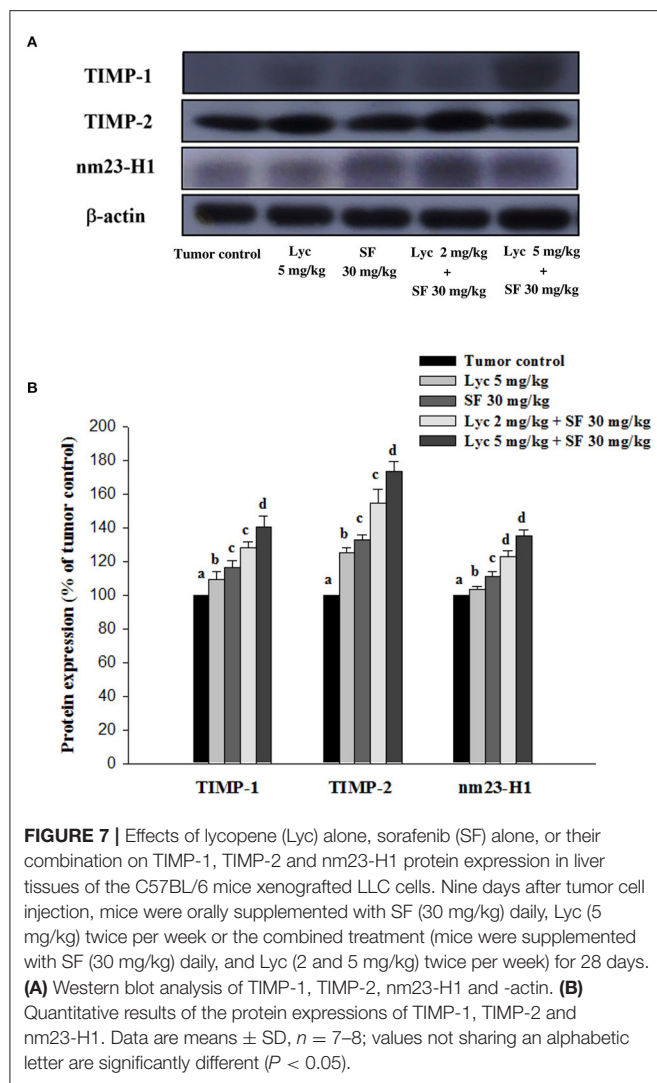 A
TIMP-1
TIMP-2
nm23-H1
β-actin
Tumor control
Lyc
5 mg/kg
SF
30 mg/kg
Lyc 2 mg/kg
+
SF 30 mg/kg
Lyc 5 mg/kg
+
SF 30 mg/kg
B
Tumor control
Lyc 5 mg/kg
SF 30 mg/kg
Lyc 2 mg/kg + SF 30 mg/kg
Lyc 5 mg/kg + SF 30 mg/kg
Protein expression (% of tumor control)
200
180
160
140
120
100
80
60
40
20
0
a b c c d
a b c c d
a b c d d
TIMP-1 TIMP-2 nm23-H1
FIGURE 7 | Effects of lycopene (Lyc) alone, sorafenib (SF) alone, or their
combination on TIMP-1, TIMP-2 and nm23-H1 protein expression in liver
tissues of the C57BL/6 mice xenografted LLC cells. Nine days after tumor cell
injection, mice were orally supplemented with SF (30 mg/kg) daily, Lyc (5
mg/kg) twice per week or the combined treatment (mice were supplemented
with SF (30 mg/kg) daily, and Lyc (2 and 5 mg/kg) twice per week) for 28 days.
(A) Western blot analysis of TIMP-1, TIMP-2, nm23-H1 and -actin. (B)
Quantitative results of the protein expressions of TIMP-1, TIMP-2 and
nm23-H1. Data are means ± SD, n = 7–8; values not sharing an alphabetic
letter are significantly different (P < 0.05).